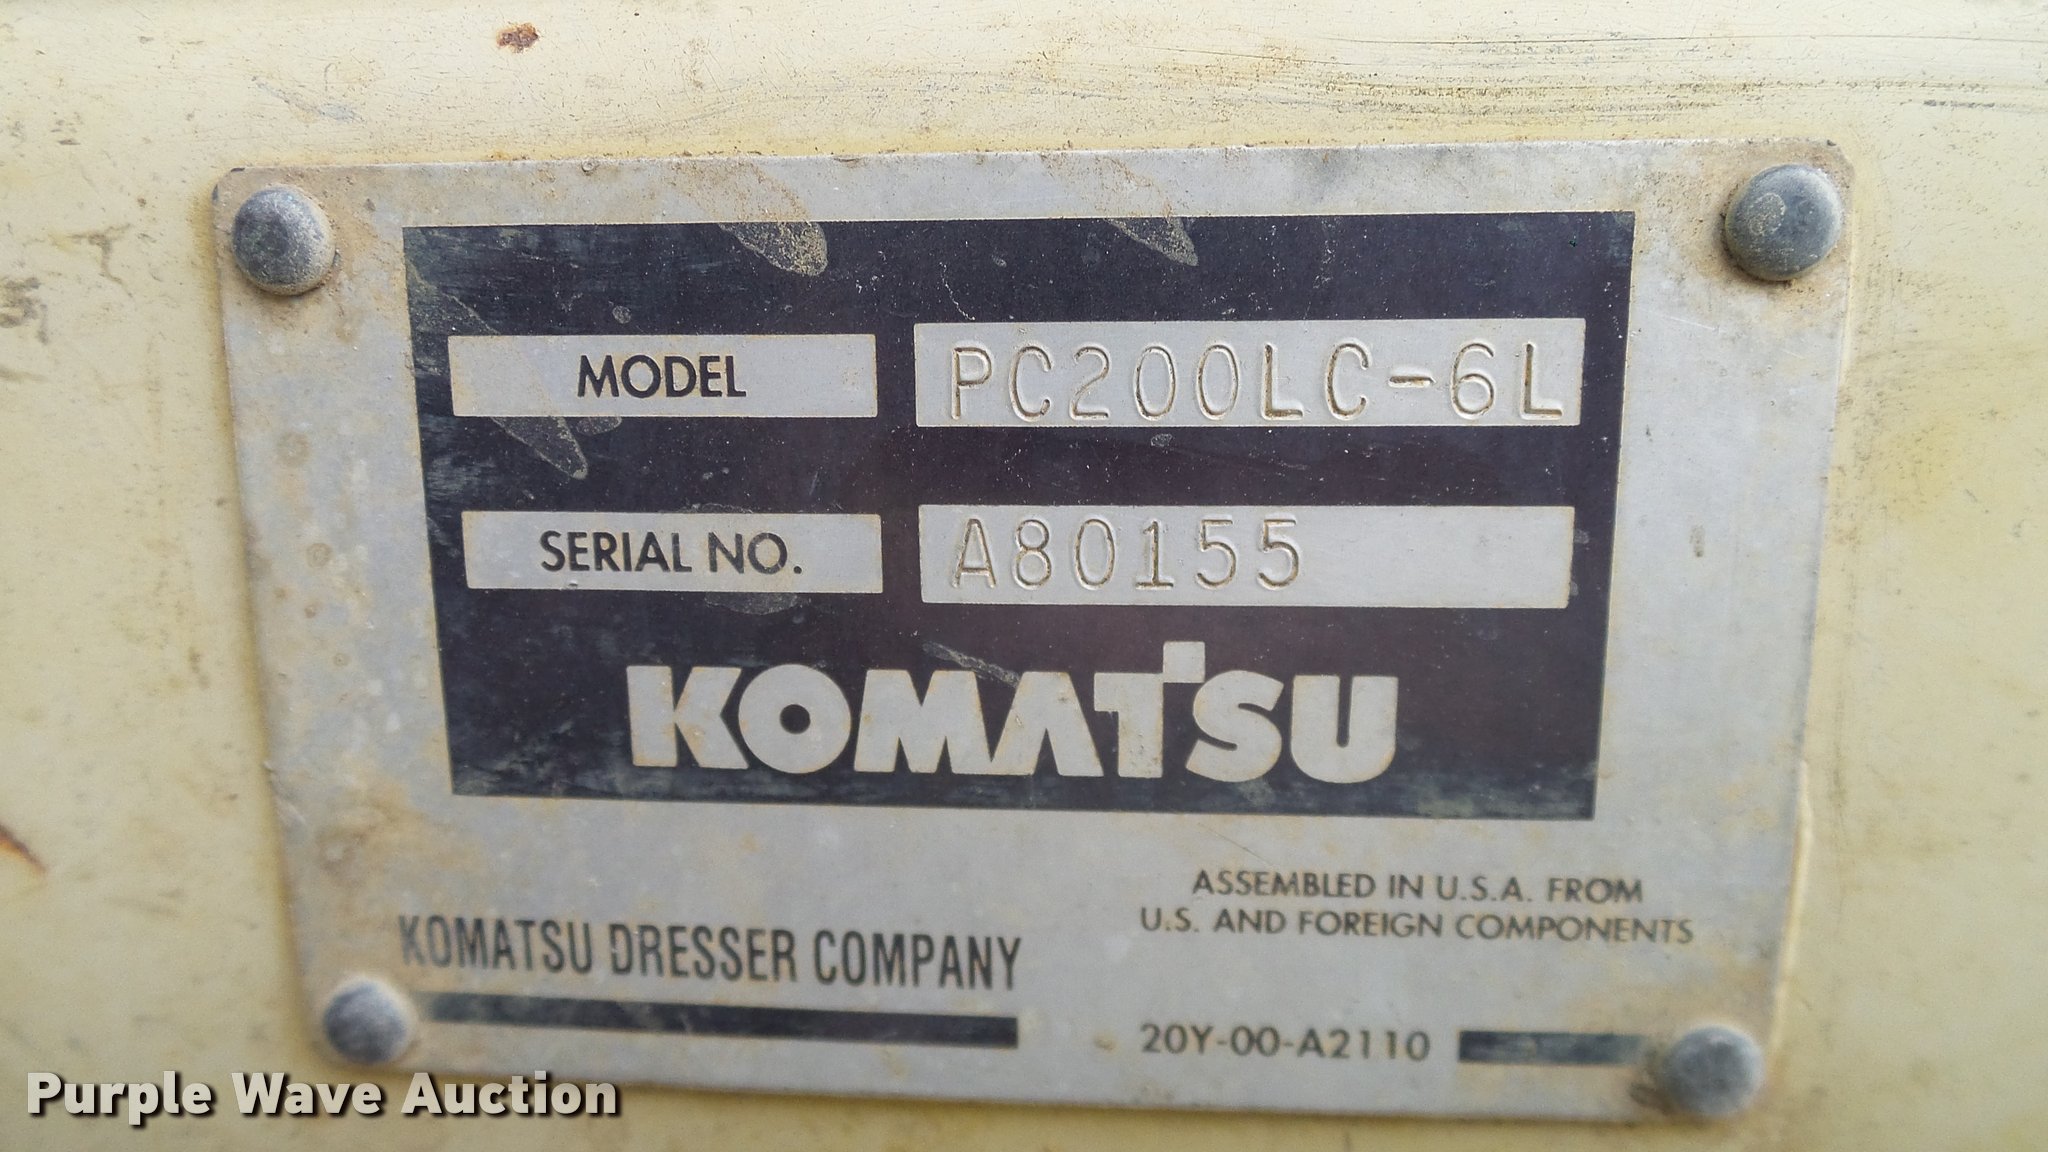 MODEL PC200LC-6L
SERIAL NO. A80155
KOMATSU
ASSEMBLED IN U.S.A. FROM
U.S. AND FOREIGN COMPONENTS
KOMATSU DRESSER COMPANY
20Y-00-A2110
Purple Wave Auction